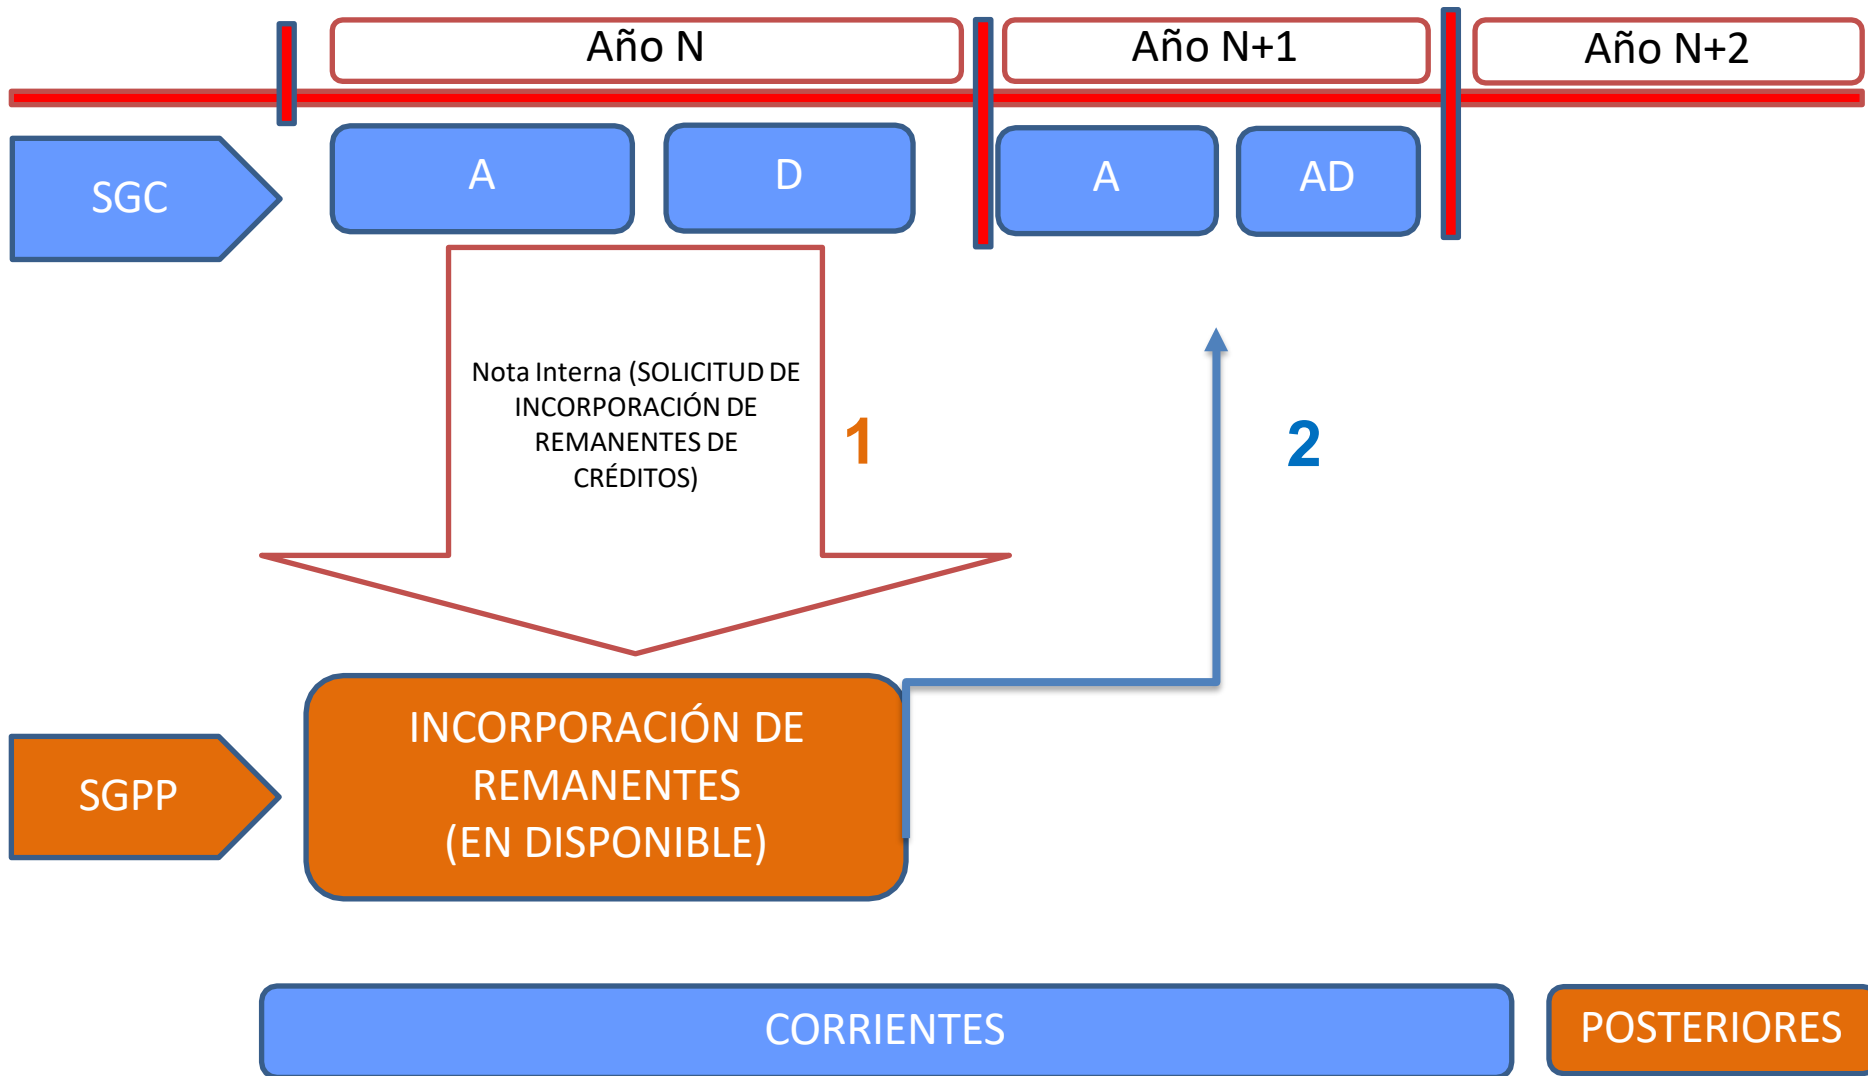 Año N
Año N+1
Año N+2
SGC
A
D
A
AD
Nota Interna (SOLICITUD DE
INCORPORACIÓN DE
REMANENTES DE
CRÉDITOS)
1
2
SGPP
INCORPORACIÓN DE
REMANENTES
(EN DISPONIBLE)
CORRIENTES
POSTERIORES